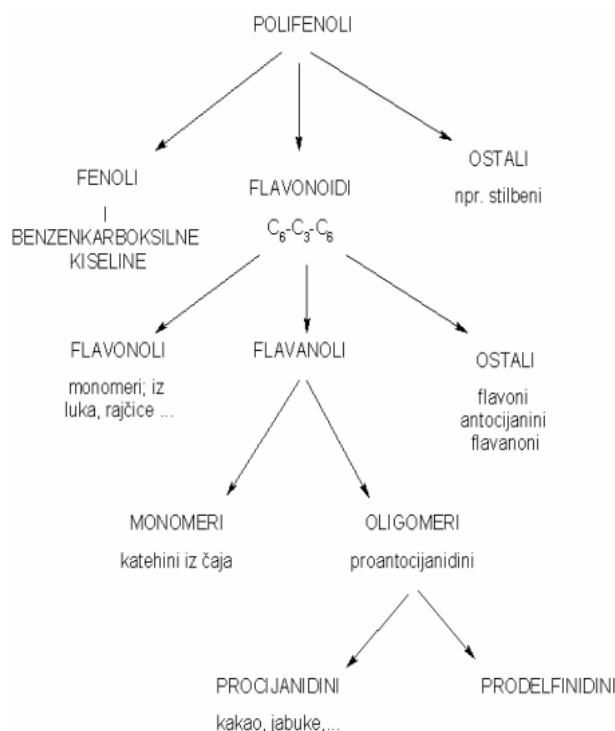 POLIFENOLI
FENOLI
I
BENZENKARBOKSILNE
KISELINE
FLAVONOIDI
C₆-C₃-C₆
OSTALI
npr. stilbeni
FLAVONOLI
monomeri; iz
luka, rajčice ...
FLAVANOLI
OSTALI
flavoni
antocijanini
flavanoni
MONOMERI
katehini iz čaja
OLIGOMERI
proantocijanidini
PROCIJANIDINI
kakao, jabuke,...
PRODELFINIDINI